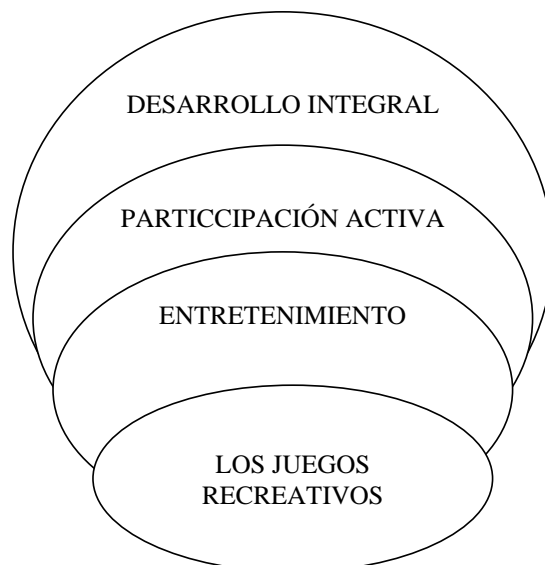 DESARROLLO INTEGRAL
PARTICCIPACIÓN ACTIVA
ENTRETENIMIENTO
LOS JUEGOS
RECREATIVOS